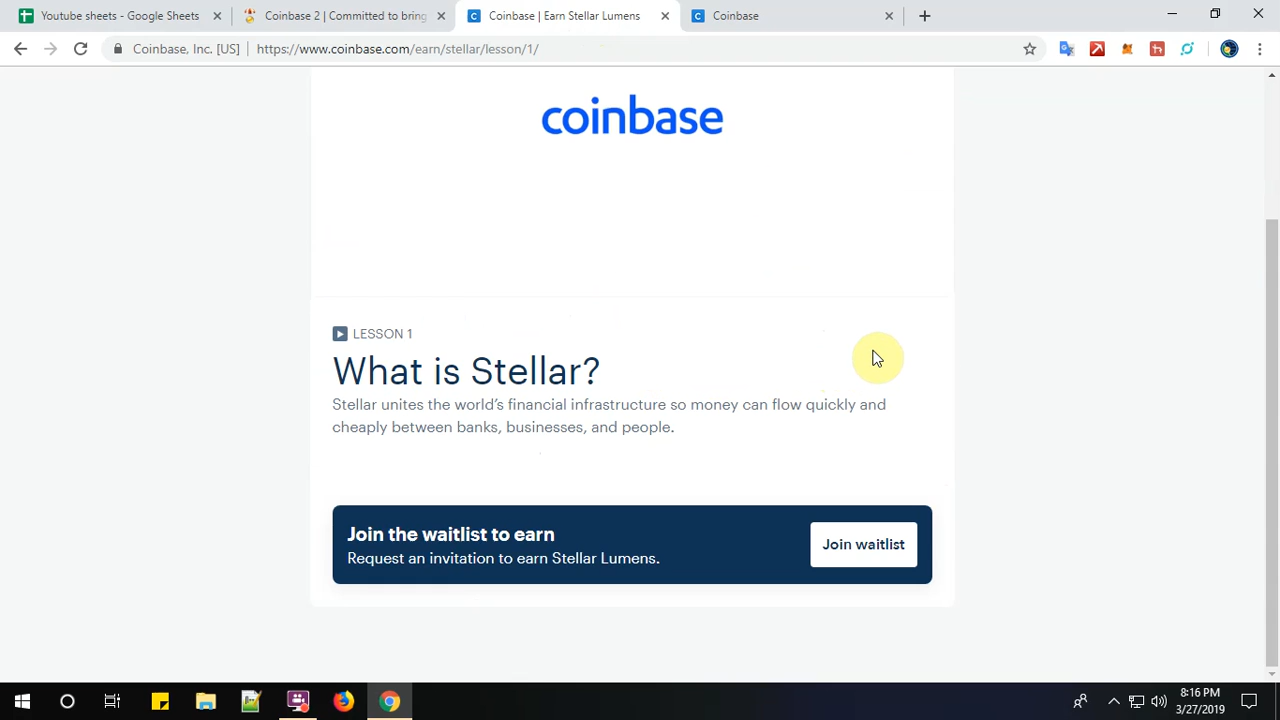 Youtube sheets - Google Sheets
Coinbase 2 | Committed to bring
Coinbase | Earn Stellar Lumens
Coinbase
Coinbase, Inc. [US]
https://www.coinbase.com/earn/stellar/lesson/1/
coinbase
LESSON 1
What is Stellar?
Stellar unites the world's financial infrastructure so money can flow quickly and
cheaply between banks, businesses, and people.
Join the waitlist to earn
Request an invitation to earn Stellar Lumens.
Join waitlist
8:16 PM
3/27/2019